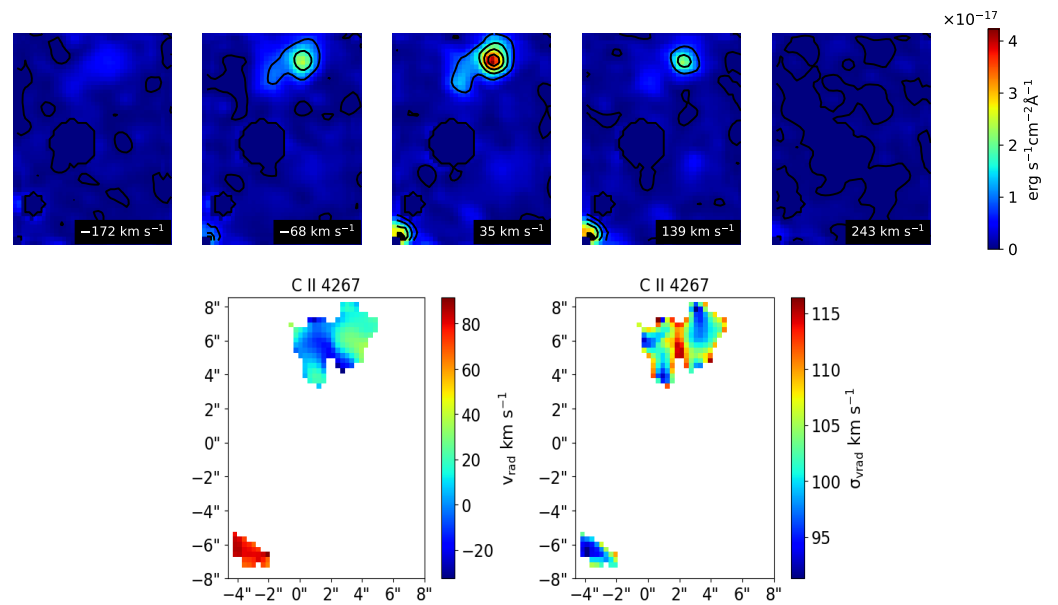 ×10⁻¹⁷
−172 km s⁻¹
−68 km s⁻¹
35 km s⁻¹
139 km s⁻¹
243 km s⁻¹
4
3
2
1
0
erg s⁻¹cm⁻²Å⁻¹
C II 4267
8"
6"
4"
2"
0"
−2"
−4"
−6"
−8"
−4" −2" 0" 2" 4" 6" 8"
80
60
40
20
0
−20
v_rad km s⁻¹
C II 4267
8"
6"
4"
2"
0"
−2"
−4"
−6"
−8"
−4" −2" 0" 2" 4" 6" 8"
115
110
105
100
95
σ_vrad km s⁻¹